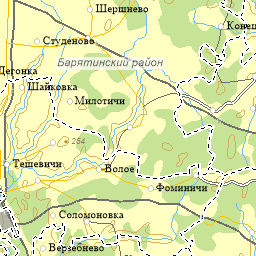 Шершнево
Конец
Студеново
Барятинский район
Дегонка
Шайковка
Милотичи
264
Тешевичи
Волое
Фоминичи
Соломоновка
Верзебнево